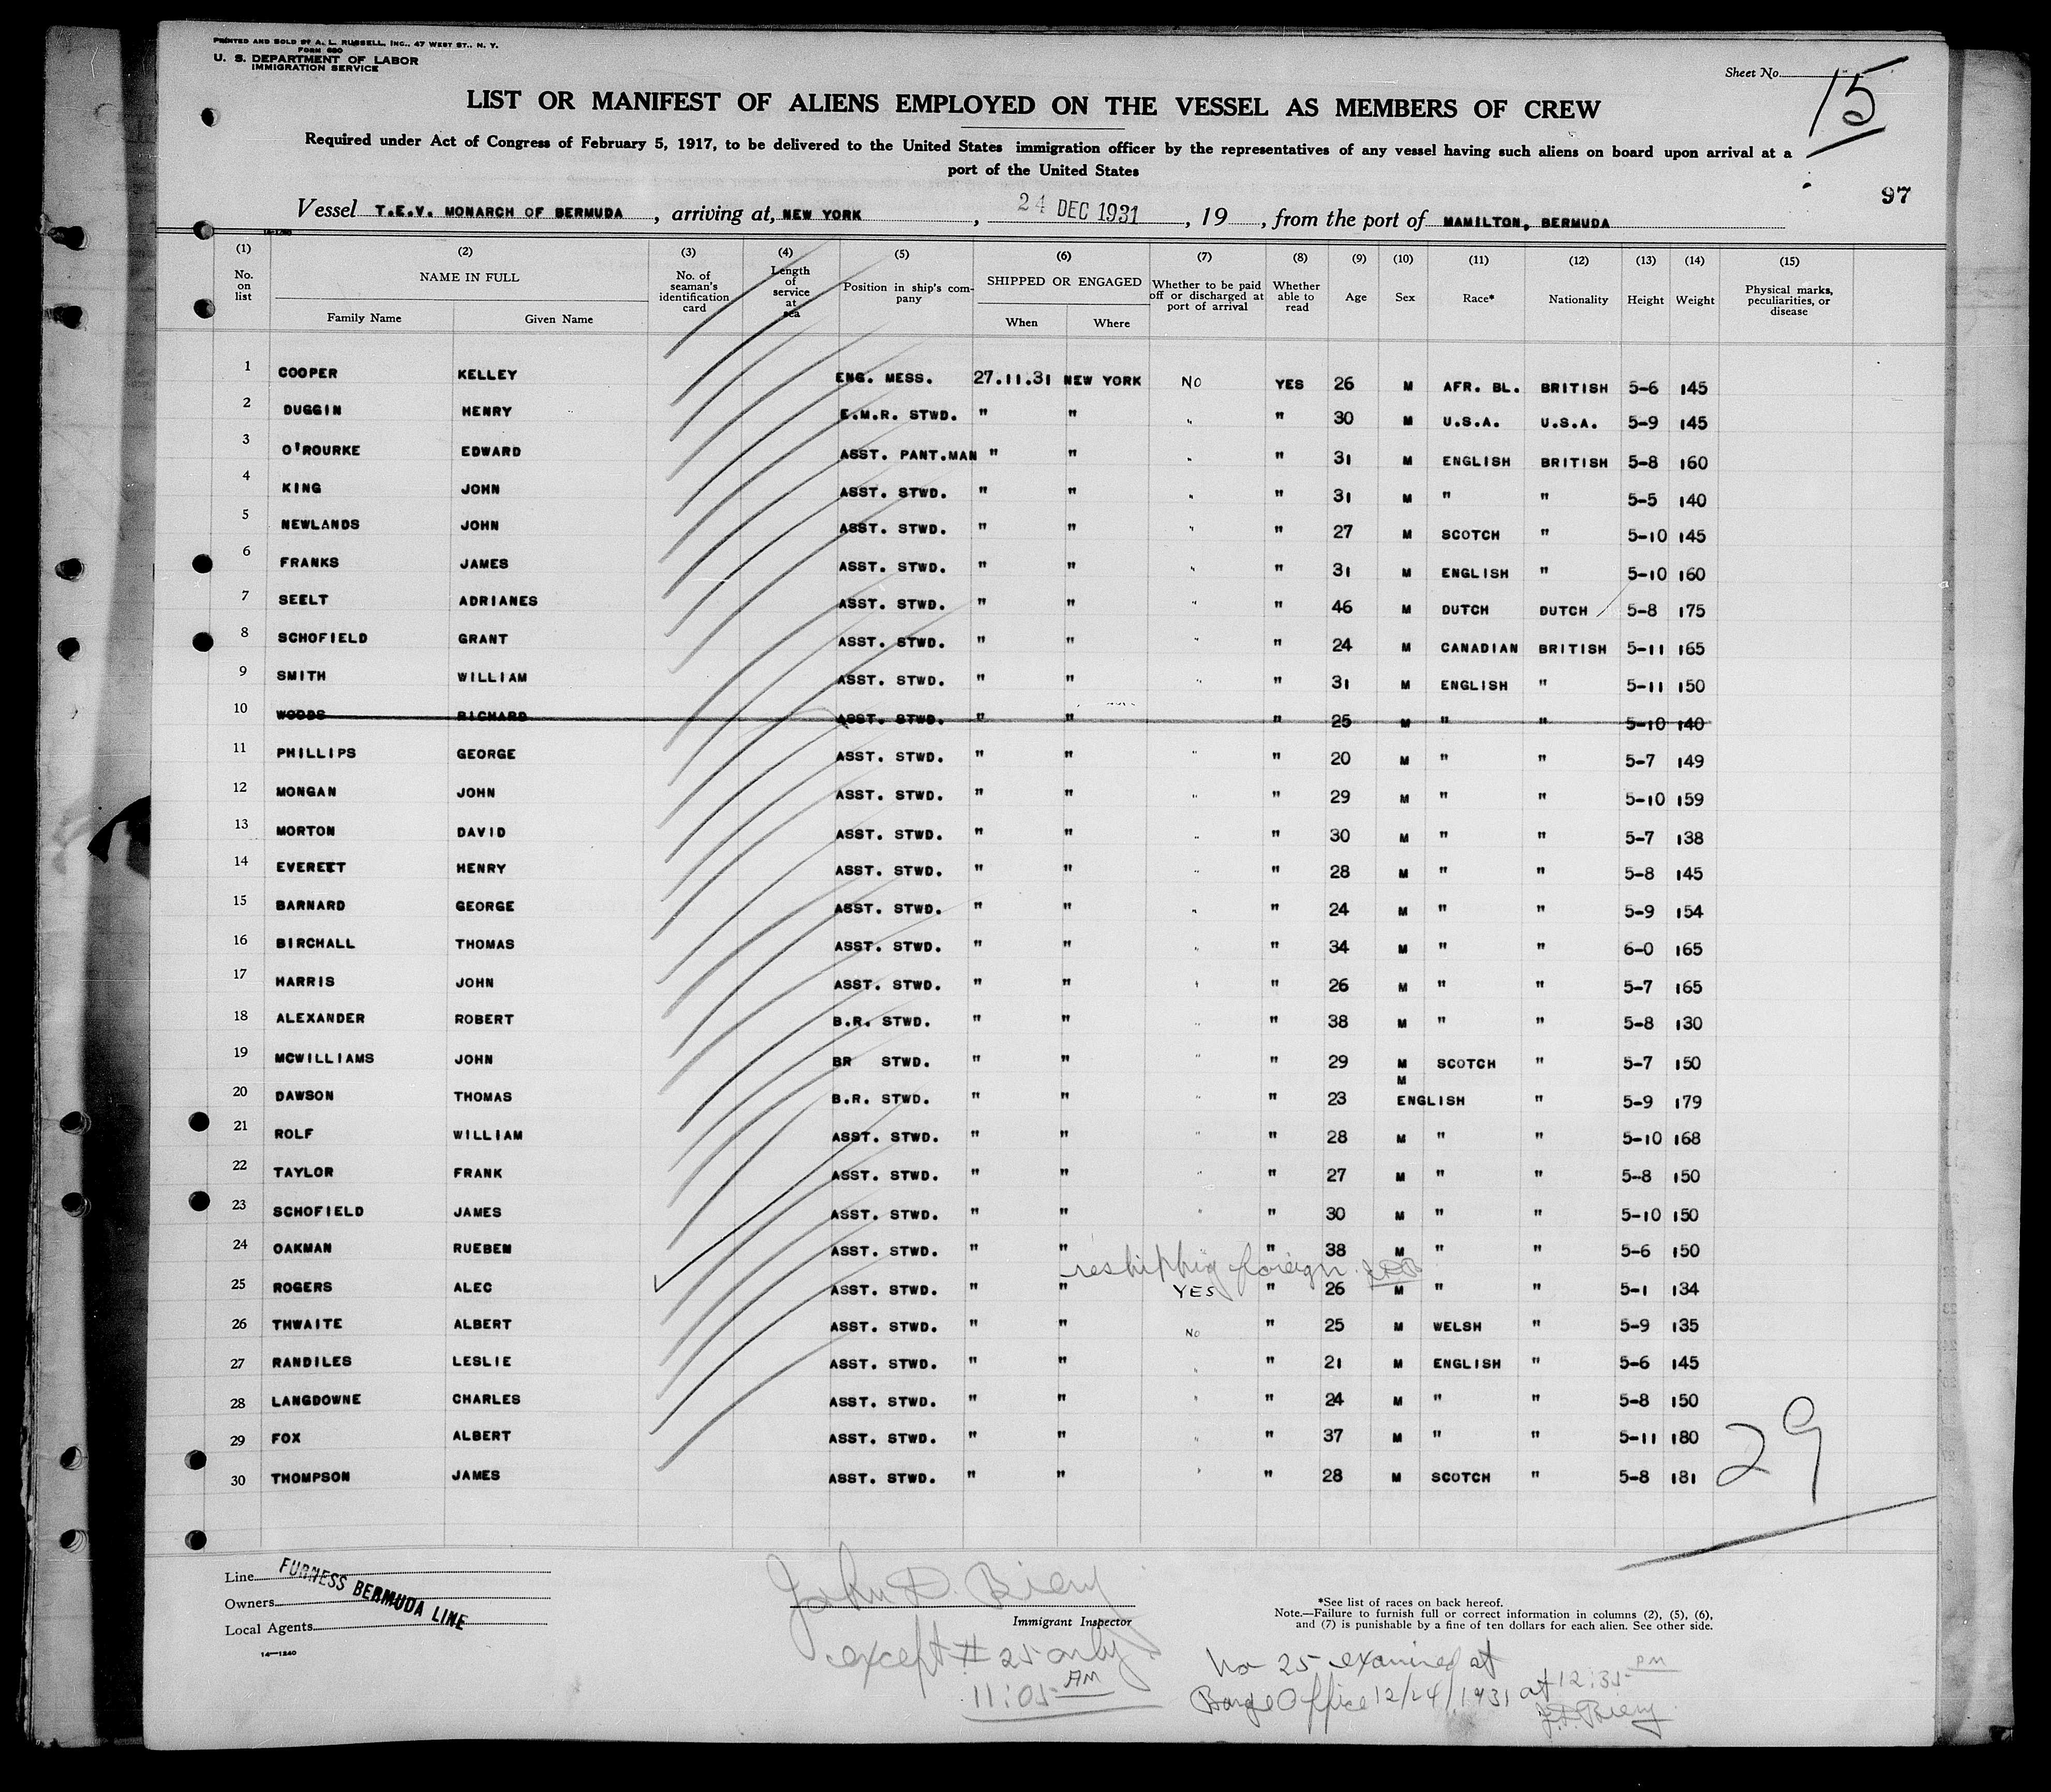 PRINTED AND SOLD BY A. L. RUSSELL, INC., 47 WEST ST., N. Y.
FORM 680
U. S. DEPARTMENT OF LABOR
IMMIGRATION SERVICE
Sheet No. 15
LIST OR MANIFEST OF ALIENS EMPLOYED ON THE VESSEL AS MEMBERS OF CREW
Required under Act of Congress of February 5, 1917, to be delivered to the United States immigration officer by the representatives of any vessel having such aliens on board upon arrival at a
port of the United States
97
Vessel T.E.V. MONARCH OF BERMUDA, arriving at, NEW YORK, 24 DEC 1931, 19, from the port of HAMILTON, BERMUDA
(1) (2) (3) (4) (5) (6) (7) (8) (9) (10) (11) (12) (13) (14) (15)
No. on list NAME IN FULL No. of seaman's identification card Length of service at sea Position in ship's company SHIPPED OR ENGAGED Whether to be paid off or discharged at port of arrival Whether able to read Age Sex Race* Nationality Height Weight Physical marks, peculiarities, or disease
Family Name Given Name When Where
1 COOPER KELLEY ENG. MESS. 27.11.31 NEW YORK NO YES 26 M AFR. BL. BRITISH 5-6 145
2 DUGGIN HENRY E.M.R. STWD. " " " " 30 M U.S.A. U.S.A. 5-9 145
3 O'ROURKE EDWARD ASST. PANT.MAN " " " " 31 M ENGLISH BRITISH 5-8 160
4 KING JOHN ASST. STWD. " " " " 31 M " " 5-5 140
5 NEWLANDS JOHN ASST. STWD. " " " " 27 M SCOTCH " 5-10 145
6 FRANKS JAMES ASST. STWD. " " " " 31 M ENGLISH " 5-10 160
7 SEELT ADRIANES ASST. STWD. " " " " 46 M DUTCH DUTCH 5-8 175
8 SCHOFIELD GRANT ASST. STWD. " " " " 24 M CANADIAN BRITISH 5-11 165
9 SMITH WILLIAM ASST. STWD. " " " " 31 M ENGLISH " 5-11 150
10 WOODS RICHARD ASST. STWD. " " " 25 M " " 5-10 140
11 PHILLIPS GEORGE ASST. STWD. " " " " 20 M " " 5-7 149
12 MONGAN JOHN ASST. STWD. " " " " 29 M " " 5-10 159
13 MORTON DAVID ASST. STWD. " " " " 30 M " " 5-7 138
14 EVEREET HENRY ASST. STWD. " " " " 28 M " " 5-8 145
15 BARNARD GEORGE ASST. STWD. " " " " 24 M " " 5-9 154
16 BIRCHALL THOMAS ASST. STWD. " " " " 34 M " " 6-0 165
17 HARRIS JOHN ASST. STWD. " " " " 26 M " " 5-7 165
18 ALEXANDER ROBERT B.R. STWD. " " " " 38 M " " 5-8 130
19 MCWILLIAMS JOHN BR STWD. " " " " 29 M SCOTCH " 5-7 150
20 DAWSON THOMAS B.R. STWD. " " " " 23 M ENGLISH " 5-9 179
21 ROLF WILLIAM ASST. STWD. " " " " 28 M " " 5-10 168
22 TAYLOR FRANK ASST. STWD. " " " " 27 M " " 5-8 150
23 SCHOFIELD JAMES ASST. STWD. " " " " 30 M " " 5-10 150
24 OAKMAN RUEBEN ASST. STWD. " " " " 38 M " " 5-6 150
reshipping foreign JDB
25 ROGERS ALEC ASST. STWD. " " YES " 26 M " " 5-1 134
26 THWAITE ALBERT ASST. STWD. " " NO " 25 M WELSH " 5-9 135
27 RANDILES LESLIE ASST. STWD. " " " " 21 M ENGLISH " 5-6 145
28 LANGDOWNE CHARLES ASST. STWD. " " " " 24 M " " 5-8 150
29 FOX ALBERT ASST. STWD. " " " " 37 M " " 5-11 180
30 THOMPSON JAMES ASST. STWD. " " " " 28 M SCOTCH " 5-8 181
29
Line FURNESS BERMUDA LINE
Owners
Local Agents
14—1240
John D. Biery
Immigrant Inspector
except # 25 only
11:05 AM
*See list of races on back hereof.
Note.—Failure to furnish full or correct information in columns (2), (5), (6),
and (7) is punishable by a fine of ten dollars for each alien. See other side.
No 25 examined at
Barge Office 12/24/1931 at 12:35 PM
J.D. Biery